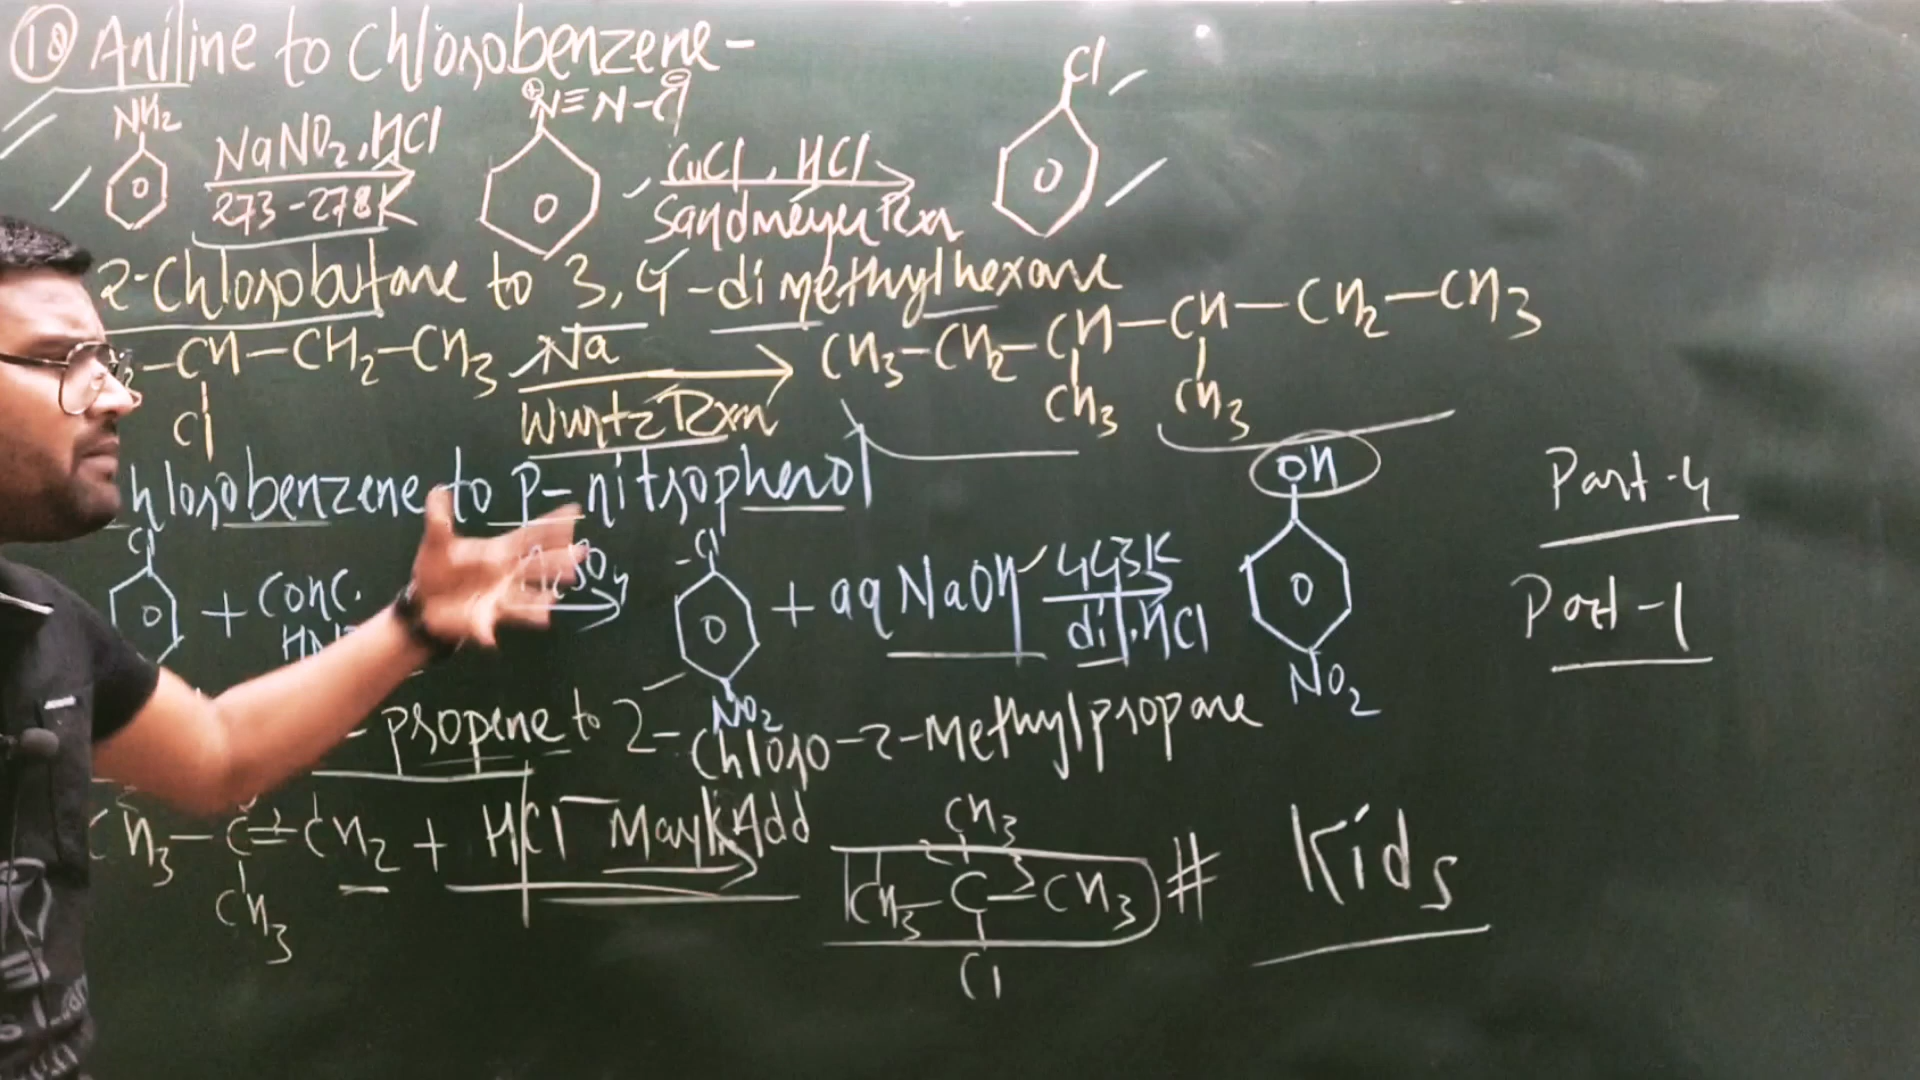 18 Aniline to Chlorobenzene -
NH2 NaNO2, HCl 273-278K ⊕N≡N-Cl⊖ CuCl, HCl Sandmeyer Rxn Cl
2-Chlorobutane to 3,4-dimethylhexane
-CH-CH2-CH3 Na Wurtz Rxn CH3-CH2-CH-CH-CH2-CH3
Cl CH3 CH3
hlorobenzene to p-nitrophenol
Cl + Conc. Cl NO2 + aq NaOH 443K dil. HCl OH NO2
Part-4
Part-1
- propene to 2-Chloro-2-Methylpropane
CH3-C=CH2 + HCl Mark Add CH3-C-CH3
CH3 CH3 Cl
# Kids